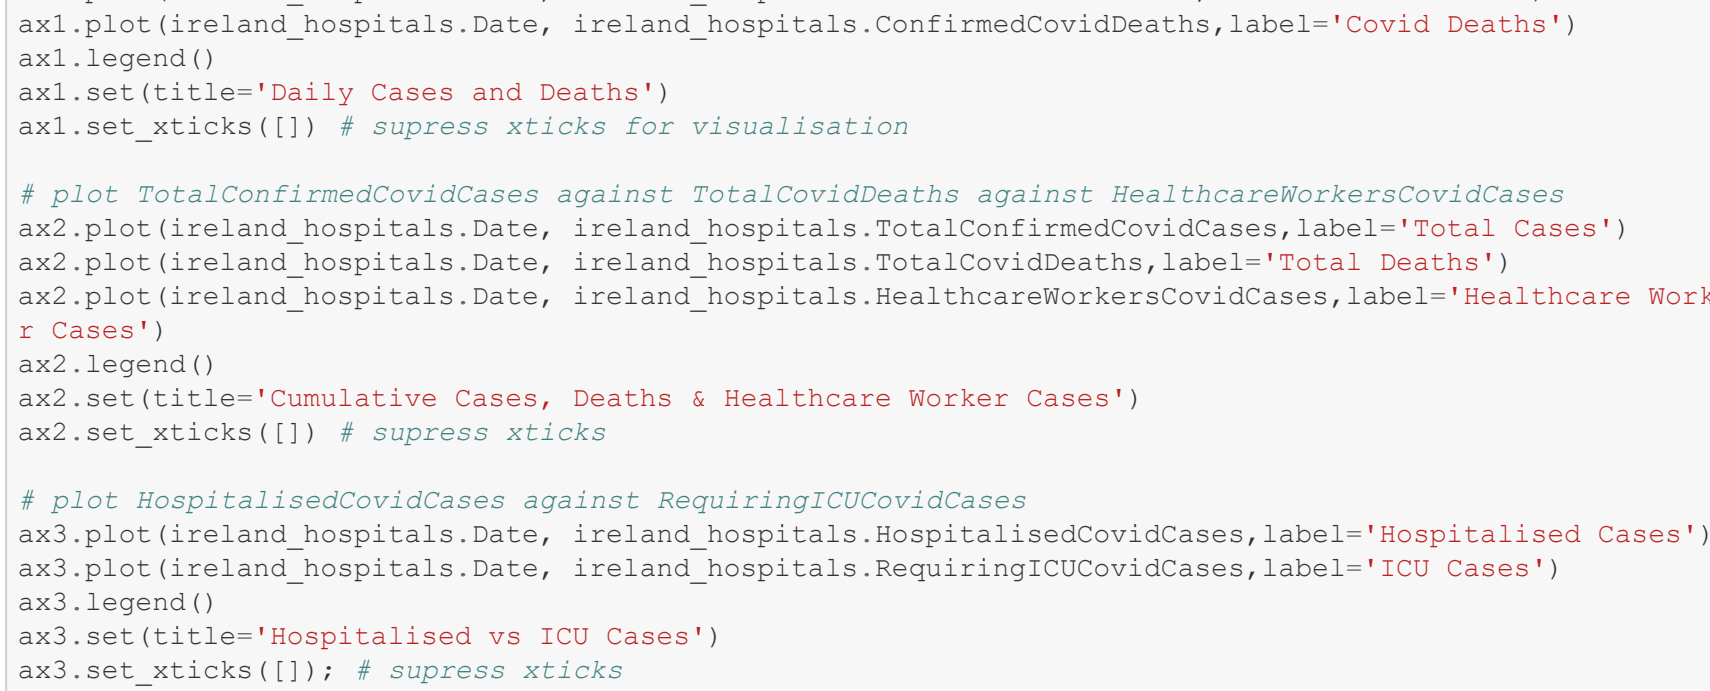 ax1.plot(ireland_hospitals.Date, ireland_hospitals.ConfirmedCovidDeaths,label='Covid Deaths')
ax1.legend()
ax1.set(title='Daily Cases and Deaths')
ax1.set_xticks([]) # supress xticks for visualisation
# plot TotalConfirmedCovidCases against TotalCovidDeaths against HealthcareWorkersCovidCases
ax2.plot(ireland_hospitals.Date, ireland_hospitals.TotalConfirmedCovidCases,label='Total Cases')
ax2.plot(ireland_hospitals.Date, ireland_hospitals.TotalCovidDeaths,label='Total Deaths')
ax2.plot(ireland_hospitals.Date, ireland_hospitals.HealthcareWorkersCovidCases,label='Healthcare Work
r Cases')
ax2.legend()
ax2.set(title='Cumulative Cases, Deaths & Healthcare Worker Cases')
ax2.set_xticks([]) # supress xticks
# plot HospitalisedCovidCases against RequiringICUCovidCases
ax3.plot(ireland_hospitals.Date, ireland_hospitals.HospitalisedCovidCases,label='Hospitalised Cases')
ax3.plot(ireland_hospitals.Date, ireland_hospitals.RequiringICUCovidCases,label='ICU Cases')
ax3.legend()
ax3.set(title='Hospitalised vs ICU Cases')
ax3.set_xticks([]); # supress xticks